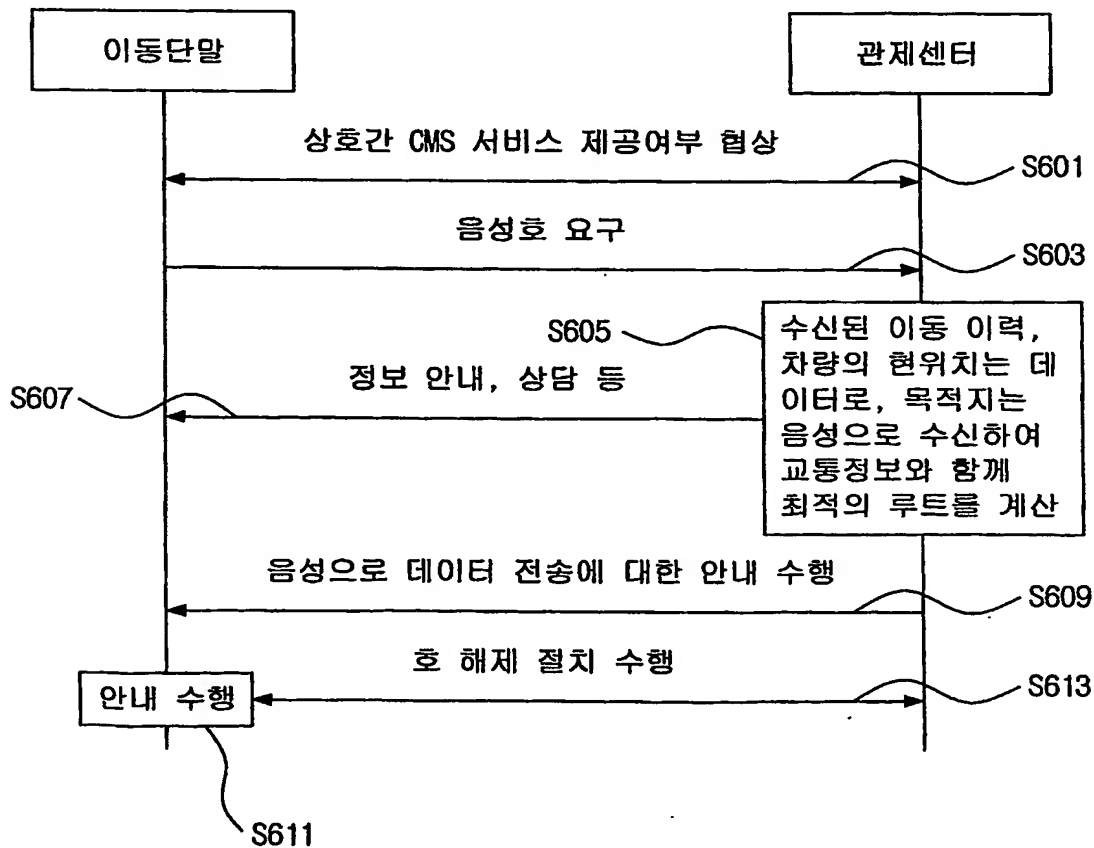 이동단말
관제센터
상호간 CMS 서비스 제공여부 협상
S601
음성호 요구
S603
S605
수신된 이동 이력,
차량의 현위치는 데
이터로, 목적지는
음성으로 수신하여
교통정보와 함께
최적의 루트를 계산
정보 안내, 상담 등
S607
음성으로 데이터 전송에 대한 안내 수행
S609
호 해제 절치 수행
S613
안내 수행
S611